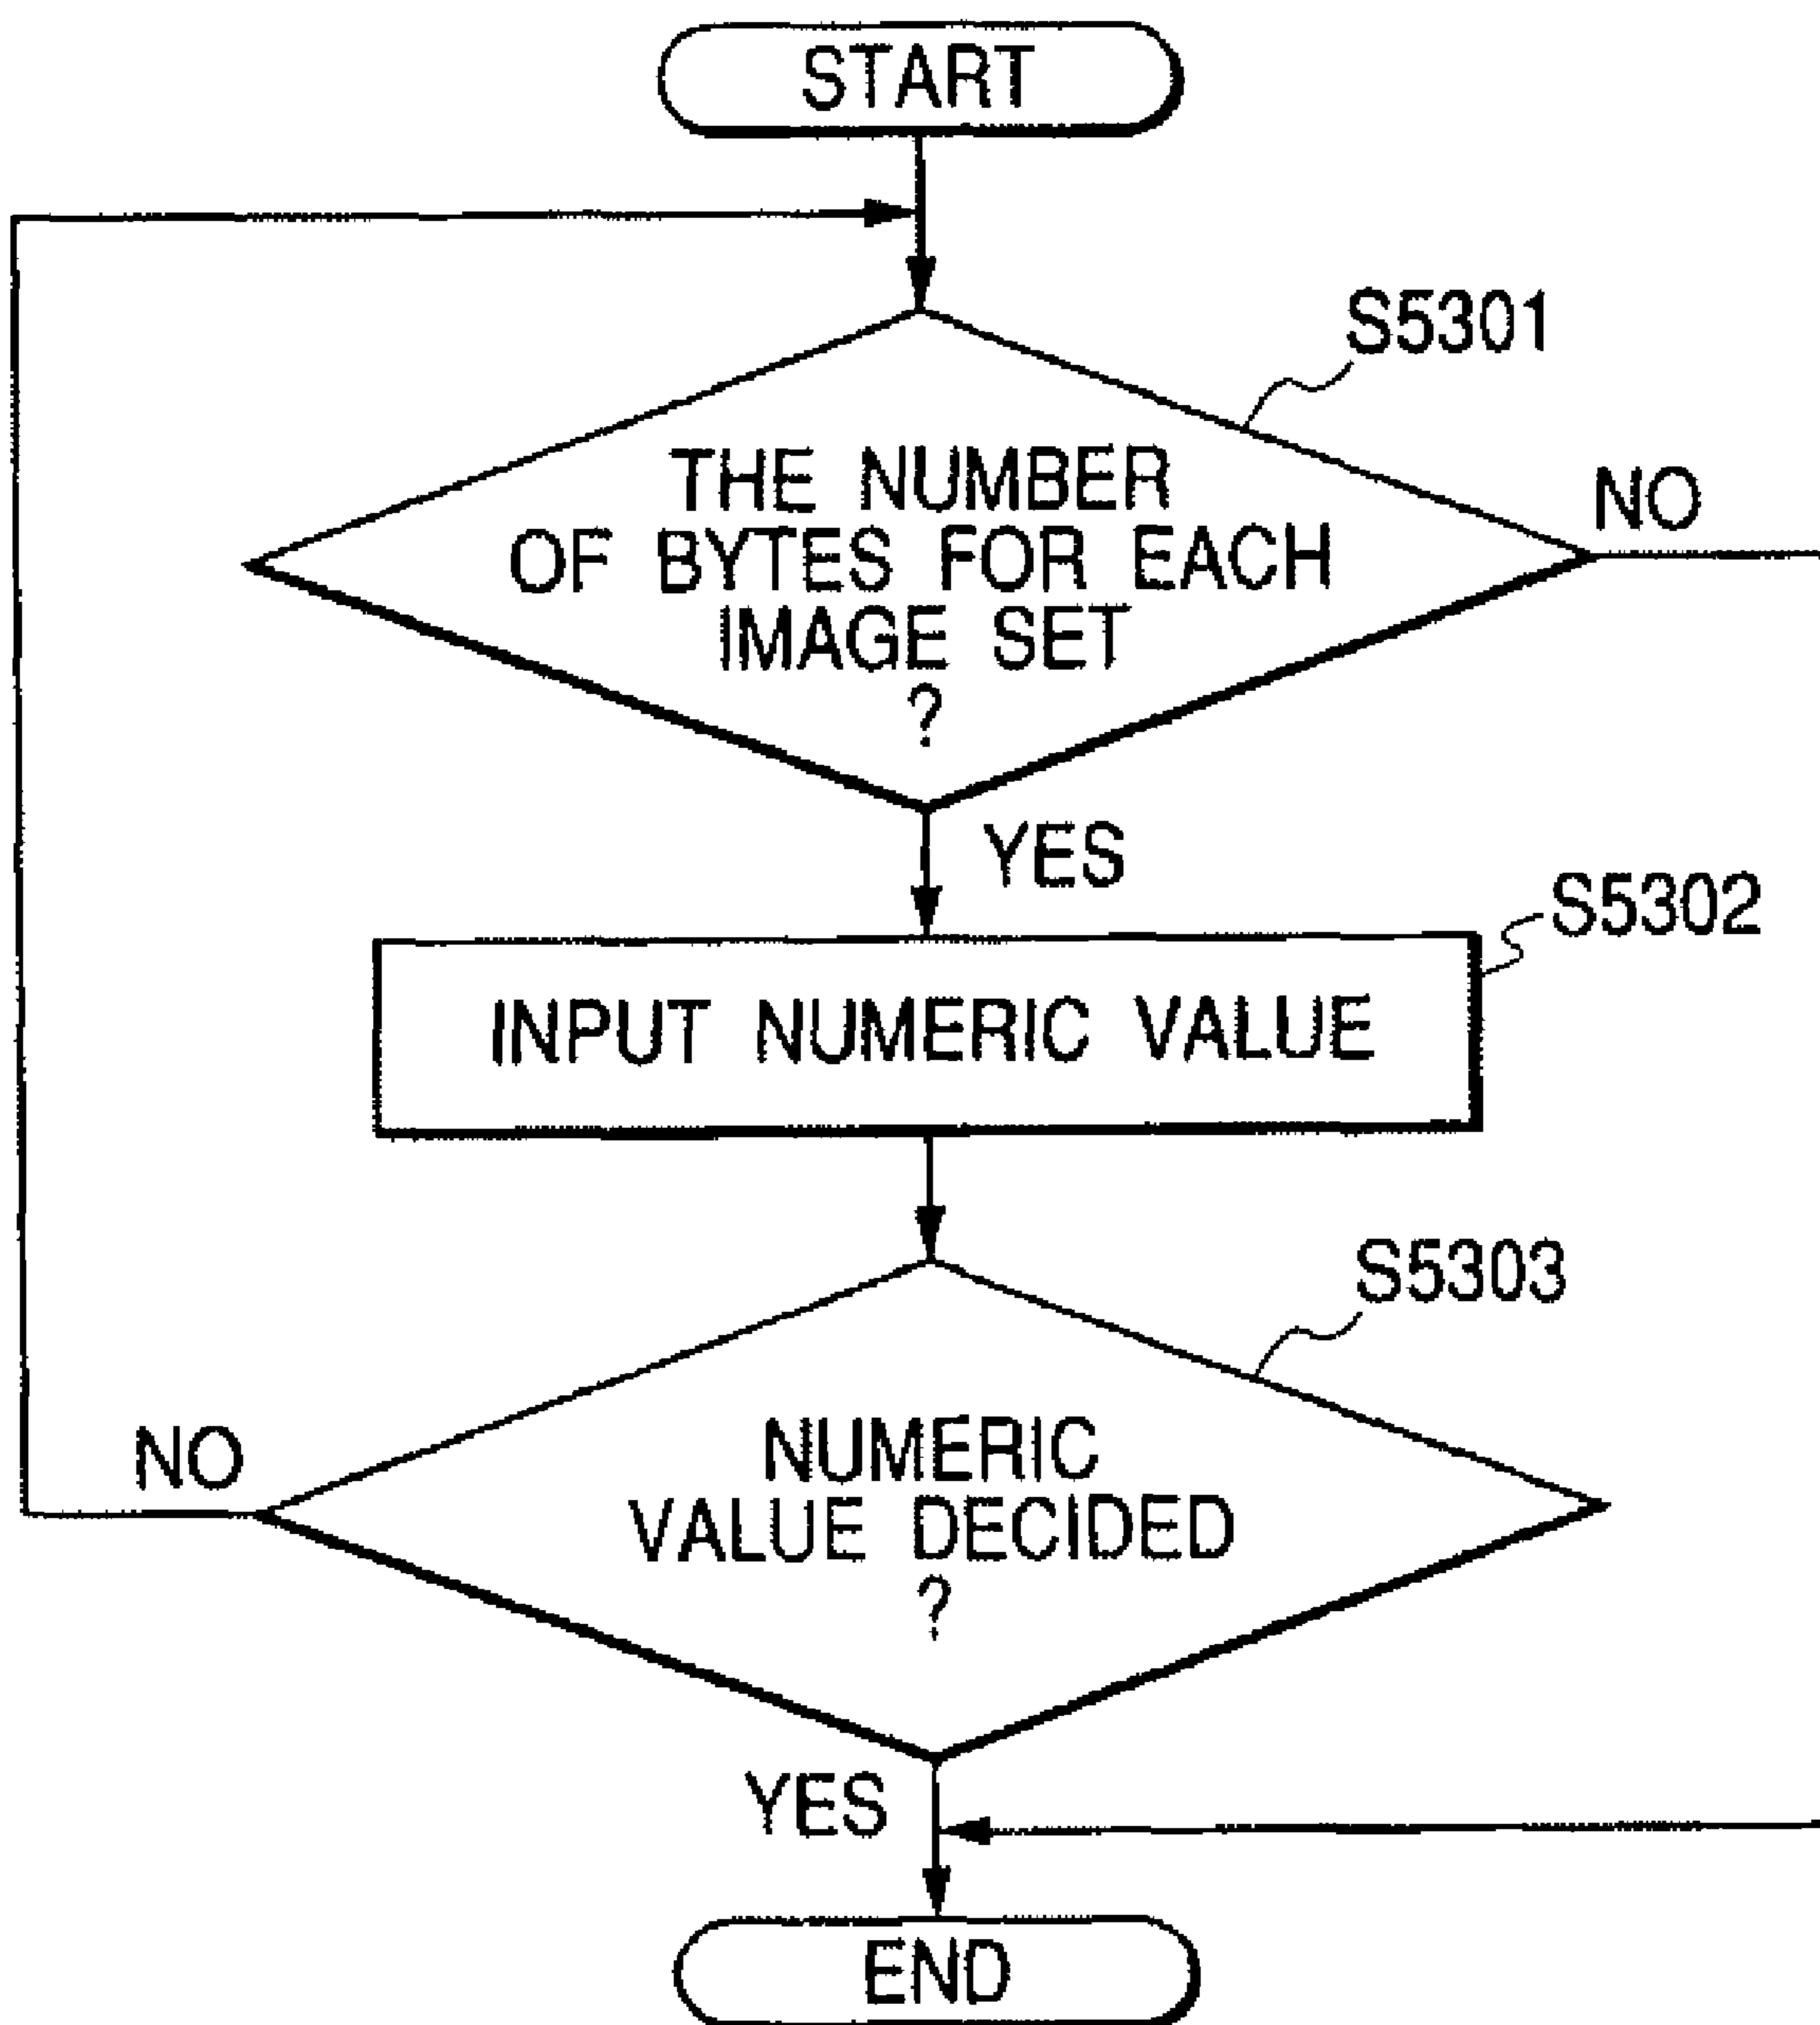 START
S5301
THE NUMBER
OF BYTES FOR EACH
IMAGE SET
?
NO
YES
S5302
INPUT NUMERIC VALUE
S5303
NUMERIC
VALUE DECIDED
?
NO
YES
END